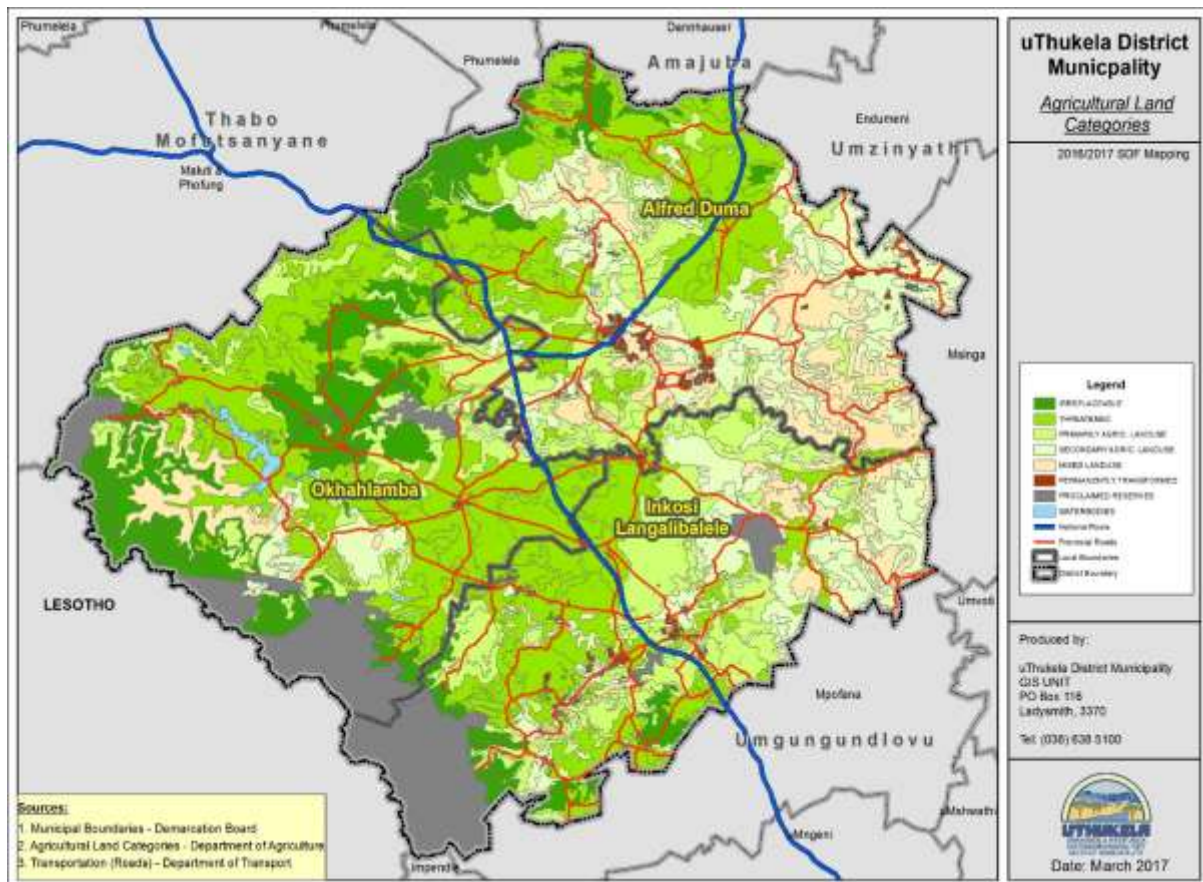 Phumelela
Phumelela
Dannhauser
Phumelela
Amajuba
Thabo
Mofutsanyane
Maluti a
Phofung
Endumeni
Umzinyathi
Alfred Duma
Msinga
Okhahlamba
Inkosi
Langalibalele
LESOTHO
Umvoti
Mpofana
Umgungundlovu
uMshwathi
uMngeni
Impendle
Sources:
1. Municipal Boundaries - Demarcation Board
2. Agricultural Land Categories - Department of Agriculture
3. Transportation (Roads) – Department of Transport
uThukela District
Municpality
Agricultural Land
Categories
2016/2017 SDF Mapping
Legend
IRREPLACEABLE
THREATENED
PRIMARILY AGRIC. LANDUSE
SECONDARY AGRIC. LANDUSE
MIXED LANDUSE
PERMANENTLY TRANSFORMED
PROCLAIMED RESERVES
WATERBODIES
National Route
Provincial Roads
Local Boundaries
District Boundary
Produced by:
uThukela District Municipality
GIS UNIT
PO Box 116
Ladysmith, 3370
Tel: (036) 638 5100
UTHUKELA
Date: March 2017